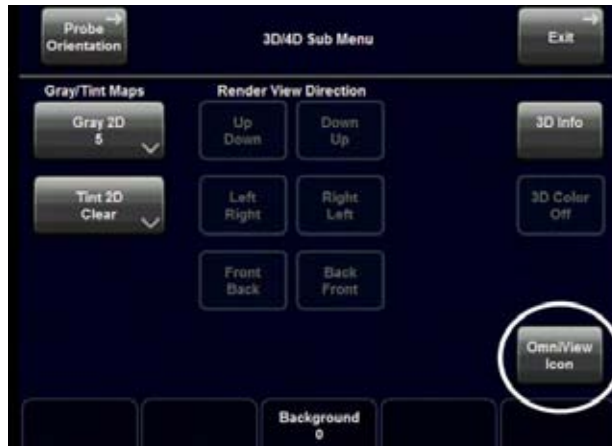 Probe
Orientation
3D/4D Sub Menu
Exit
Gray/Tint Maps
Render View Direction
Gray 2D
5
Up
Down
Down
Up
3D Info
Tint 2D
Clear
Left
Right
Right
Left
3D Color
Off
Front
Back
Back
Front
OmniView
Icon
Background
0